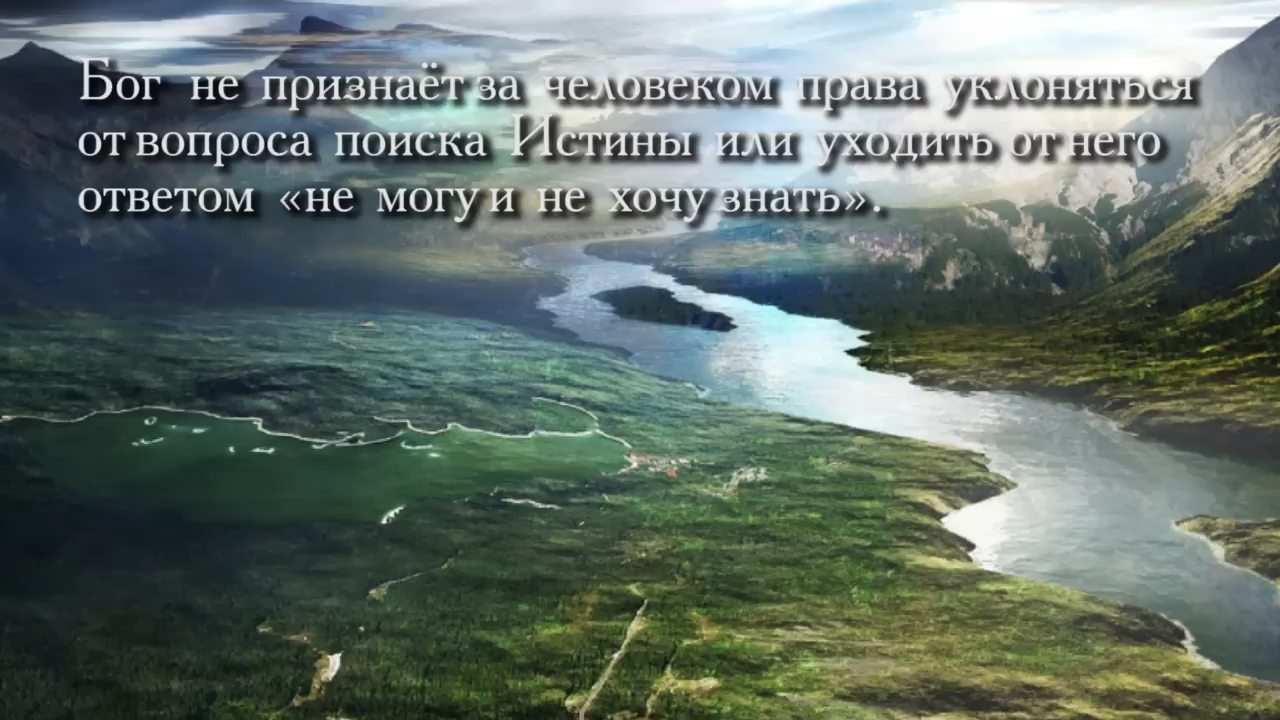 Бог не признаёт за человеком права уклоняться
от вопроса поиска Истины или уходить от него
ответом «не могу и не хочу знать».